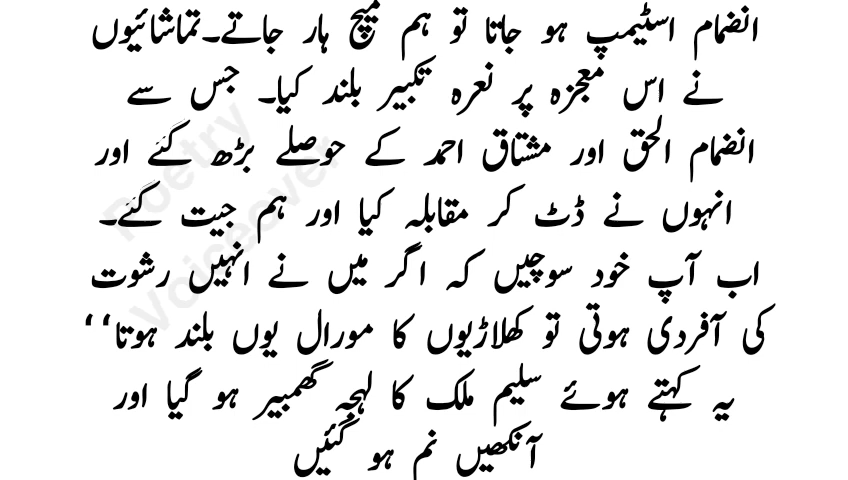 انضمام اسٹیمپ ہو جاتا تو ہم میچ ہار جاتے۔تماشائیوں
نے اس معجزہ پر نعرہ تکبیر بلند کیا۔ جس سے
انضمام الحق اور مشتاق احمد کے حوصلے بڑھ گئے اور
انہوں نے ڈٹ کر مقابلہ کیا اور ہم جیت گئے۔
اب آپ خود سوچیں کہ اگر میں نے انہیں رشوت
کی آفردی ہوتی تو کھلاڑیوں کا مورال یوں بلند ہوتا‘‘
یہ کہتے ہوئے سلیم ملک کا لہجہ گھمبیر ہو گیا اور
آنکھیں نم ہو گئیں
Poetry
Voiceover